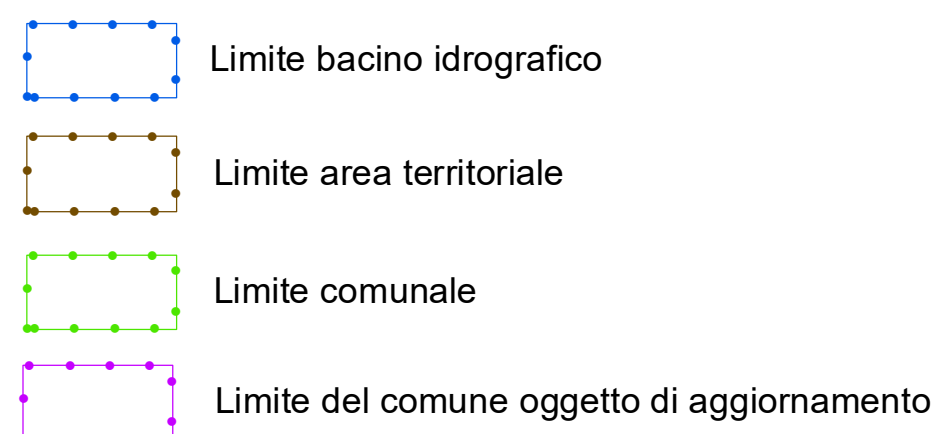 Limite bacino idrografico
Limite area territoriale
Limite comunale
Limite del comune oggetto di aggiornamento